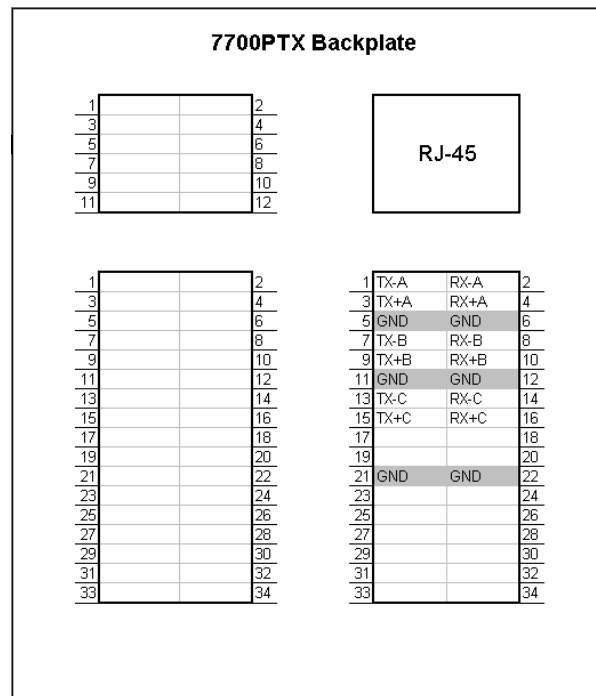 7700PTX Backplate
1 2
3 4
5 6
7 8
9 10
11 12
RJ-45
1 2
3 4
5 6
7 8
9 10
11 12
13 14
15 16
17 18
19 20
21 22
23 24
25 26
27 28
29 30
31 32
33 34
1 TX-A RX-A 2
3 TX+A RX+A 4
5 GND GND 6
7 TX-B RX-B 8
9 TX+B RX+B 10
11 GND GND 12
13 TX-C RX-C 14
15 TX+C RX+C 16
17 18
19 20
21 GND GND 22
23 24
25 26
27 28
29 30
31 32
33 34